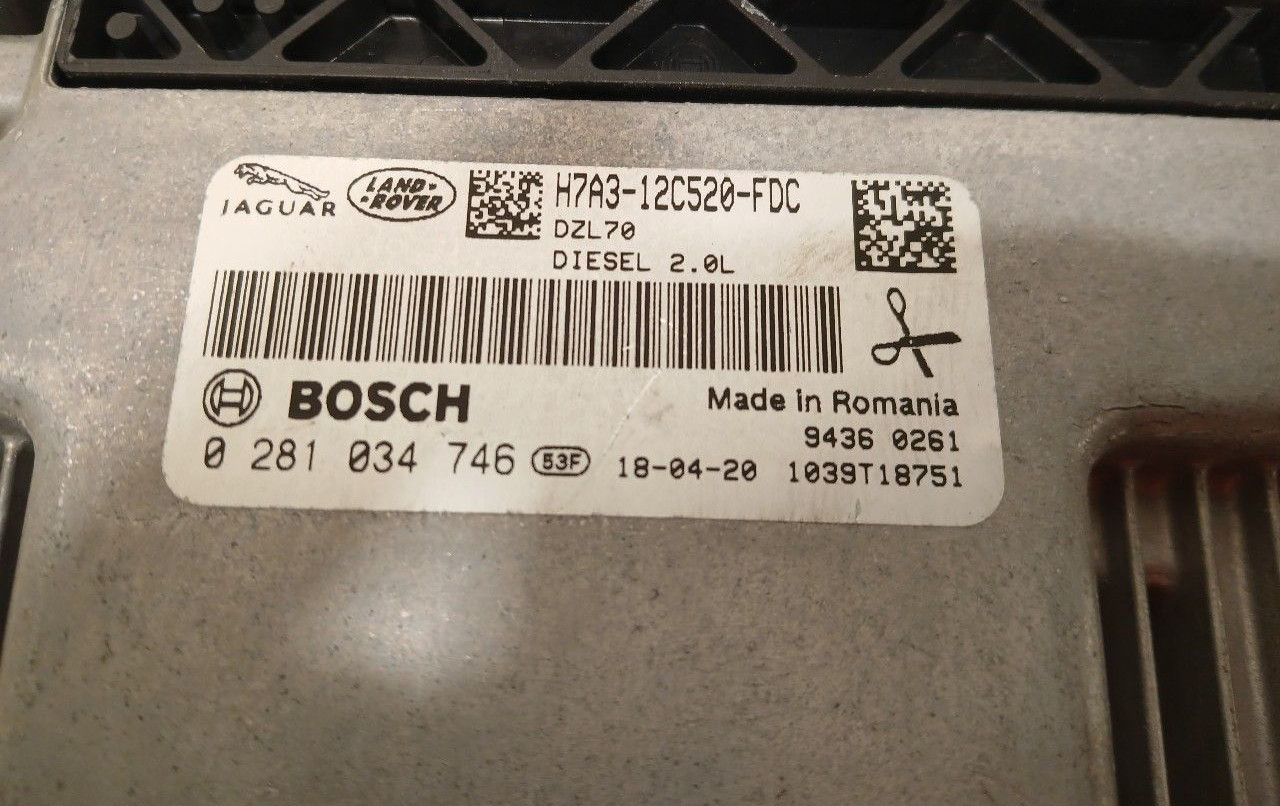 JAGUAR
LAND-
-ROVER
H7A3-12C520-FDC
DZL70
DIESEL 2.0L
BOSCH
Made in Romania
9436 0261
0 281 034 746 53F 18-04-20 1039T18751